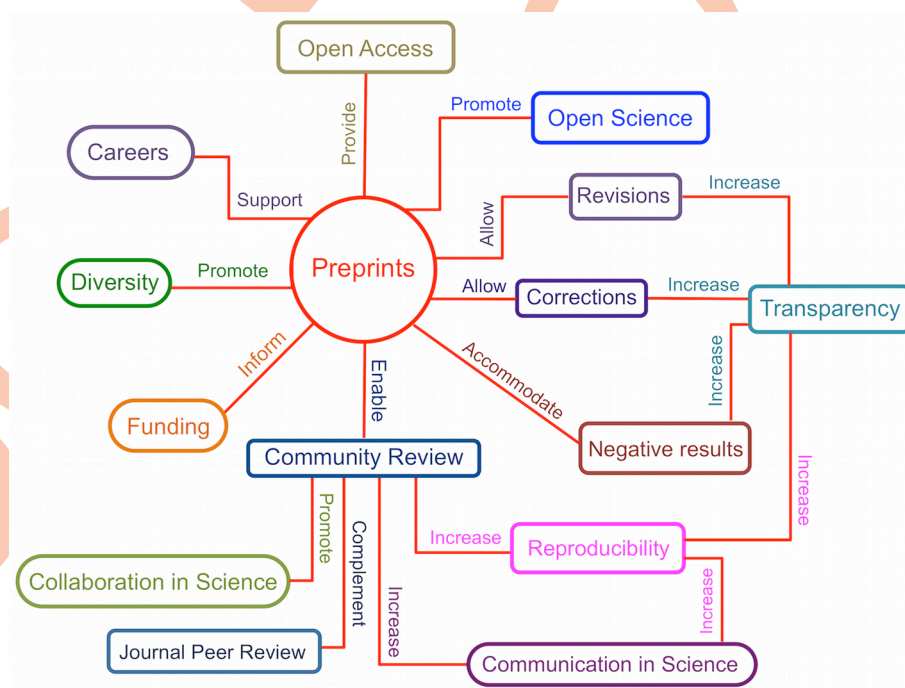 Open Access
Provide
Promote
Open Science
Careers
Support
Allow
Revisions
Increase
Preprints
Diversity
Promote
Allow
Corrections
Increase
Transparency
Inform
Enable
Accommodate
Increase
Funding
Community Review
Negative results
Promote
Complement
Increase
Increase
Reproducibility
Increase
Collaboration in Science
Increase
Journal Peer Review
Communication in Science